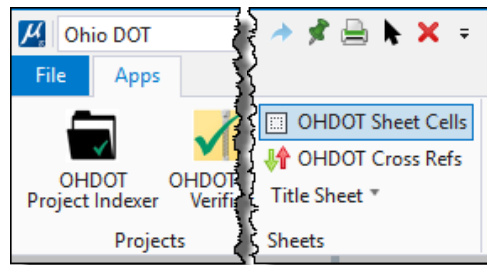 Ohio DOT
File Apps
OHDOT Sheet Cells
OHDOT Cross Refs
OHDOT
Project Indexer
OHDOT
Title Sheet
Projects
Sheets